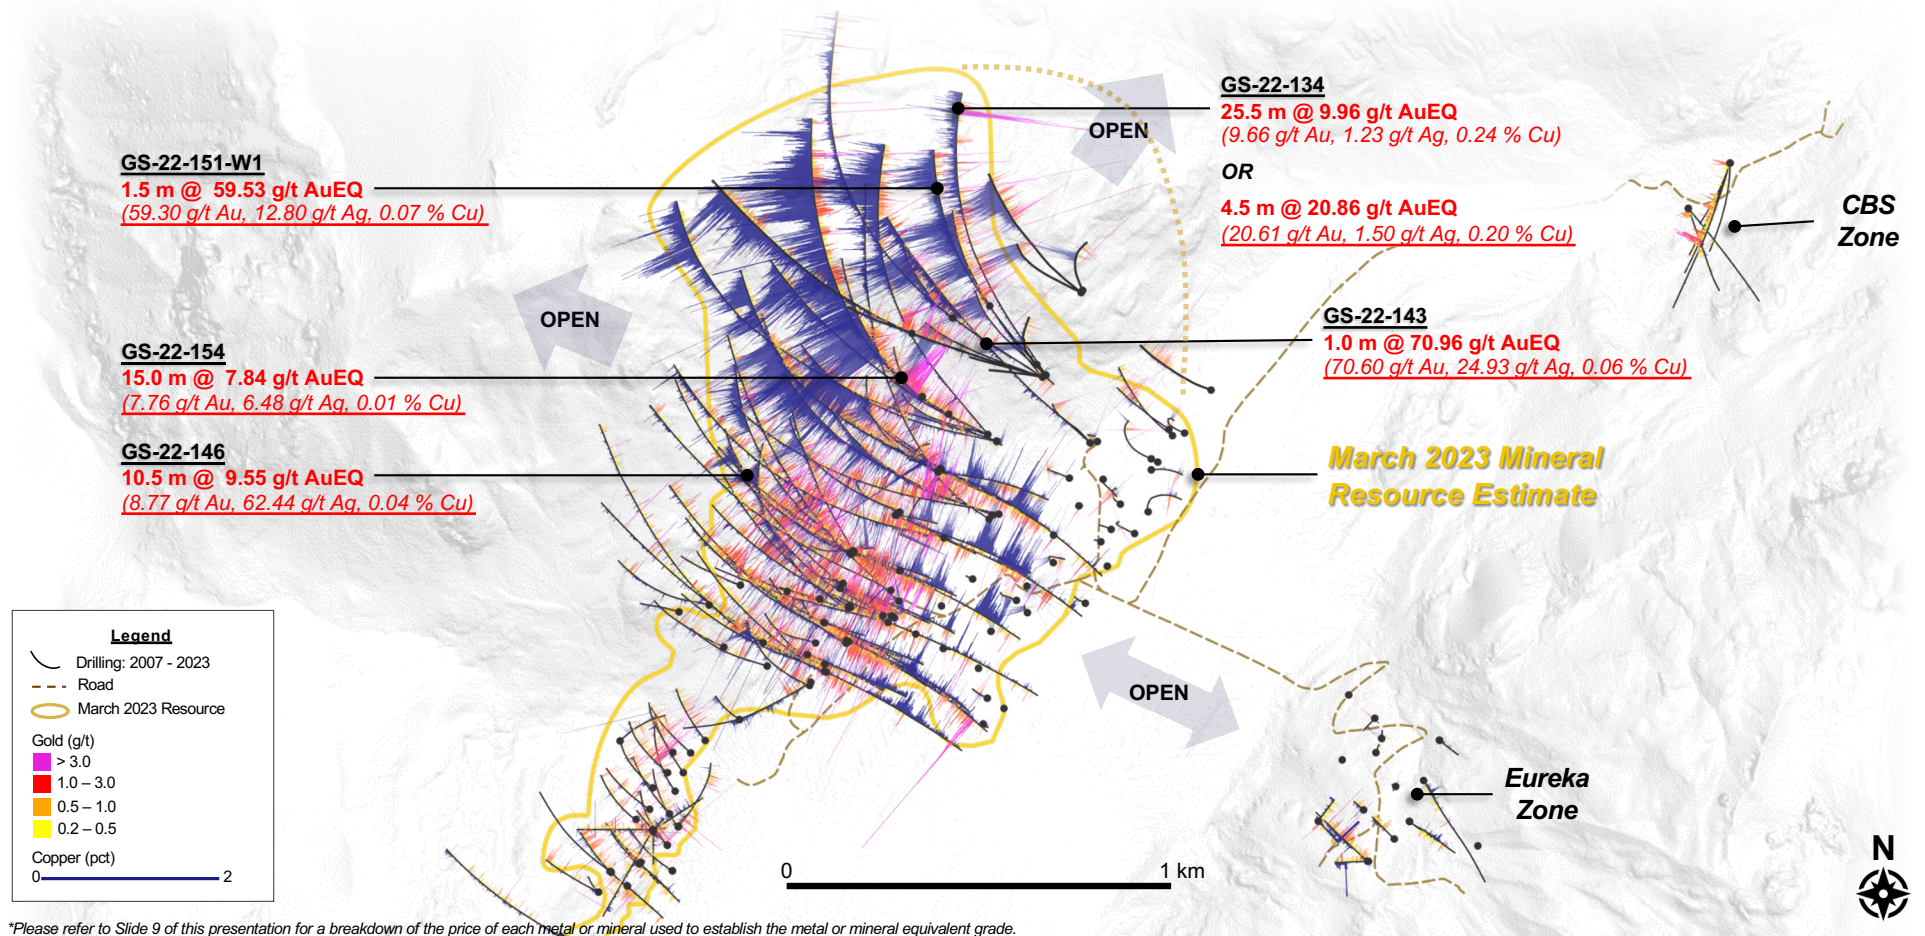 GS-22-151-W1
1.5 m @  59.53 g/t AuEQ
(59.30 g/t Au, 12.80 g/t Ag, 0.07 % Cu)
GS-22-154
15.0 m @  7.84 g/t AuEQ
(7.76 g/t Au, 6.48 g/t Ag, 0.01 % Cu)
GS-22-146
10.5 m @  9.55 g/t AuEQ
(8.77 g/t Au, 62.44 g/t Ag, 0.04 % Cu)
OPEN
OPEN
OPEN
GS-22-134
25.5 m @ 9.96 g/t AuEQ
(9.66 g/t Au, 1.23 g/t Ag, 0.24 % Cu)
OR
4.5 m @ 20.86 g/t AuEQ
(20.61 g/t Au, 1.50 g/t Ag, 0.20 % Cu)
GS-22-143
1.0 m @ 70.96 g/t AuEQ
(70.60 g/t Au, 24.93 g/t Ag, 0.06 % Cu)
CBS
Zone
March 2023 Mineral
Resource Estimate
Eureka
Zone
Legend
Drilling: 2007 - 2023
Road
March 2023 Resource
Gold (g/t)
> 3.0
1.0 – 3.0
0.5 – 1.0
0.2 – 0.5
Copper (pct)
0 2
0 1 km
N
*Please refer to Slide 9 of this presentation for a breakdown of the price of each metal or mineral used to establish the metal or mineral equivalent grade.